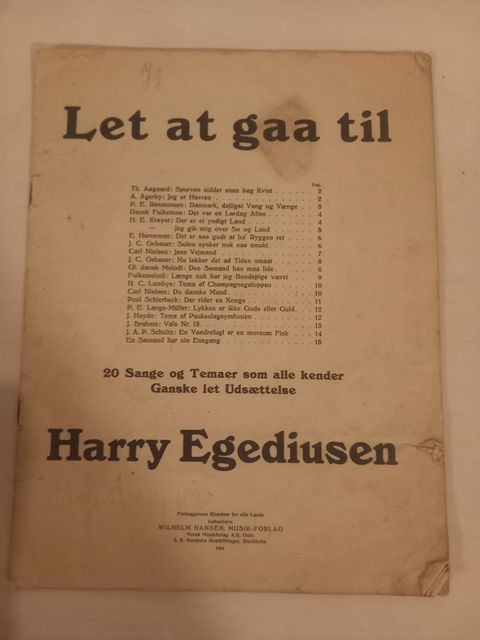 Let at gaa til
Pag.
Th. Aagaard: Spurven sidder stum bag Kvist . . . . . . 2
A. Agerby: Jeg er Havren . . . . . . 2
P. E. Rasmussen: Danmark, dejligst Vang og Vænge . 3
Dansk Folketone: Det var en Lørdag Aften . . . . . . 4
H. E. Krøyer: Der er et yndigt Land . . . . . . 4
— Jeg gik mig over Sø og Land . . . . . . 5
E. Horneman: Det er saa godt at ha' Ryggen ret . . . . . 6
J. C. Gebauer: Solen synker nok saa smukt . . . . . . 6
Carl Nielsen: Jens Vejmand . . . . . . 7
J. C. Gebauer: Nu lakker det ad Tiden smaat . . . . . . 8
Gl. dansk Melodi: Den Sømand han maa lide . . . . . . 8
Folkemelodi: Længe nok har jeg Bondepige været . . 9
H. C. Lumbye: Tema af Champagnegaloppen . . . . . . 10
Carl Nielsen: Du danske Mand . . . . . . 10
Poul Schierbeck: Der rider en Konge . . . . . . 11
P. E. Lange-Müller: Lykken er ikke Gods eller Guld . . 12
J. Haydn: Tema af Paukeslagsymfonien . . . . . . 12
J. Brahms: Vals Nr. 15 . . . . . . 13
J. A. P. Schultz: En Vandrefugl er en morsom Fisk . . 14
En Sømand har sin Enegang . . . . . . 15
20 Sange og Temaer som alle kender
Ganske let Udsættelse
Harry Egediusen
Forlæggerens Eiendom for alle Lande
København
WILHELM HANSEN, MUSIK-FORLAG
Norsk Musikforlag A/S, Oslo
A.-B. Nordiska Musikförlaget, Stockholm
1944